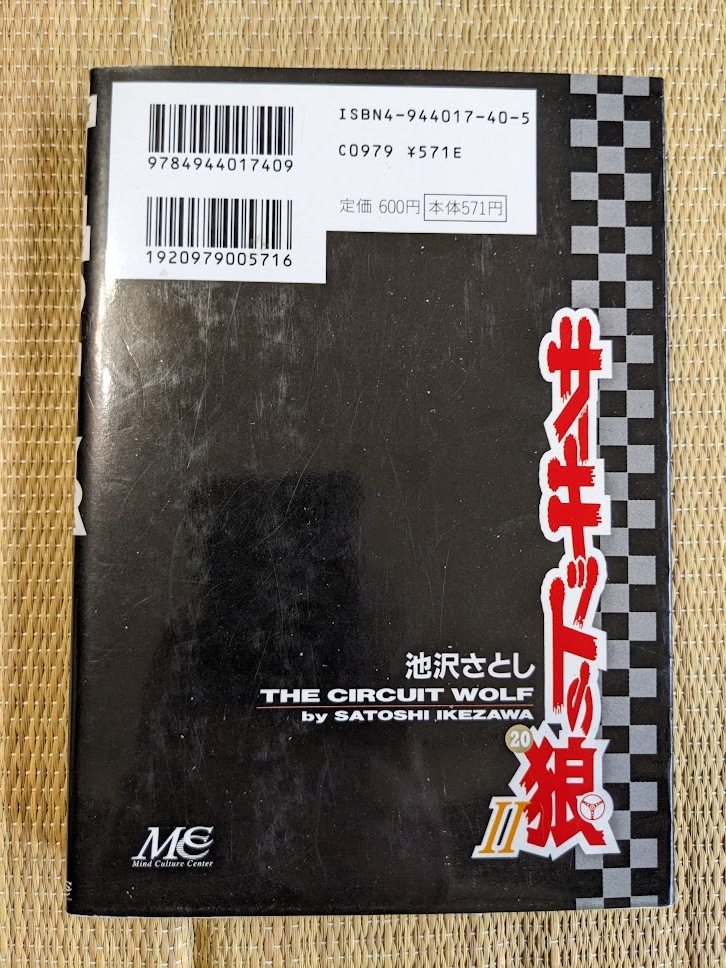 ISBN4-944017-40-5
9784944017409
C0979 ¥571E
定価 600円 本体571円
1920979005716
サーキットの狼
20
II
池沢さとし
THE CIRCUIT WOLF
by SATOSHI IKEZAWA
MCC
Mind Culture Center